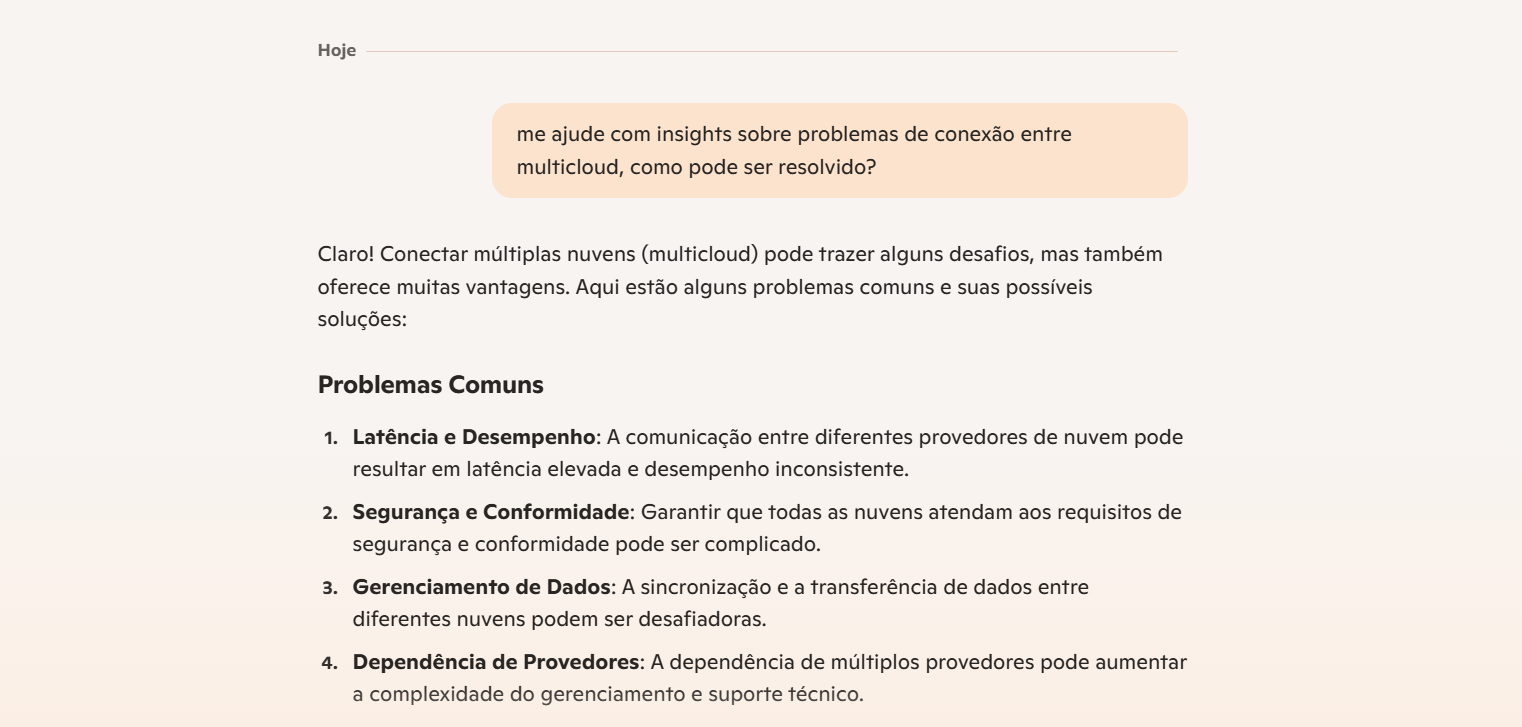 Hoje
me ajude com insights sobre problemas de conexão entre
multicloud, como pode ser resolvido?
Claro! Conectar múltiplas nuvens (multicloud) pode trazer alguns desafios, mas também
oferece muitas vantagens. Aqui estão alguns problemas comuns e suas possíveis
soluções:
Problemas Comuns
1. Latência e Desempenho: A comunicação entre diferentes provedores de nuvem pode
resultar em latência elevada e desempenho inconsistente.
2. Segurança e Conformidade: Garantir que todas as nuvens atendam aos requisitos de
segurança e conformidade pode ser complicado.
3. Gerenciamento de Dados: A sincronização e a transferência de dados entre
diferentes nuvens podem ser desafiadoras.
4. Dependência de Provedores: A dependência de múltiplos provedores pode aumentar
a complexidade do gerenciamento e suporte técnico.